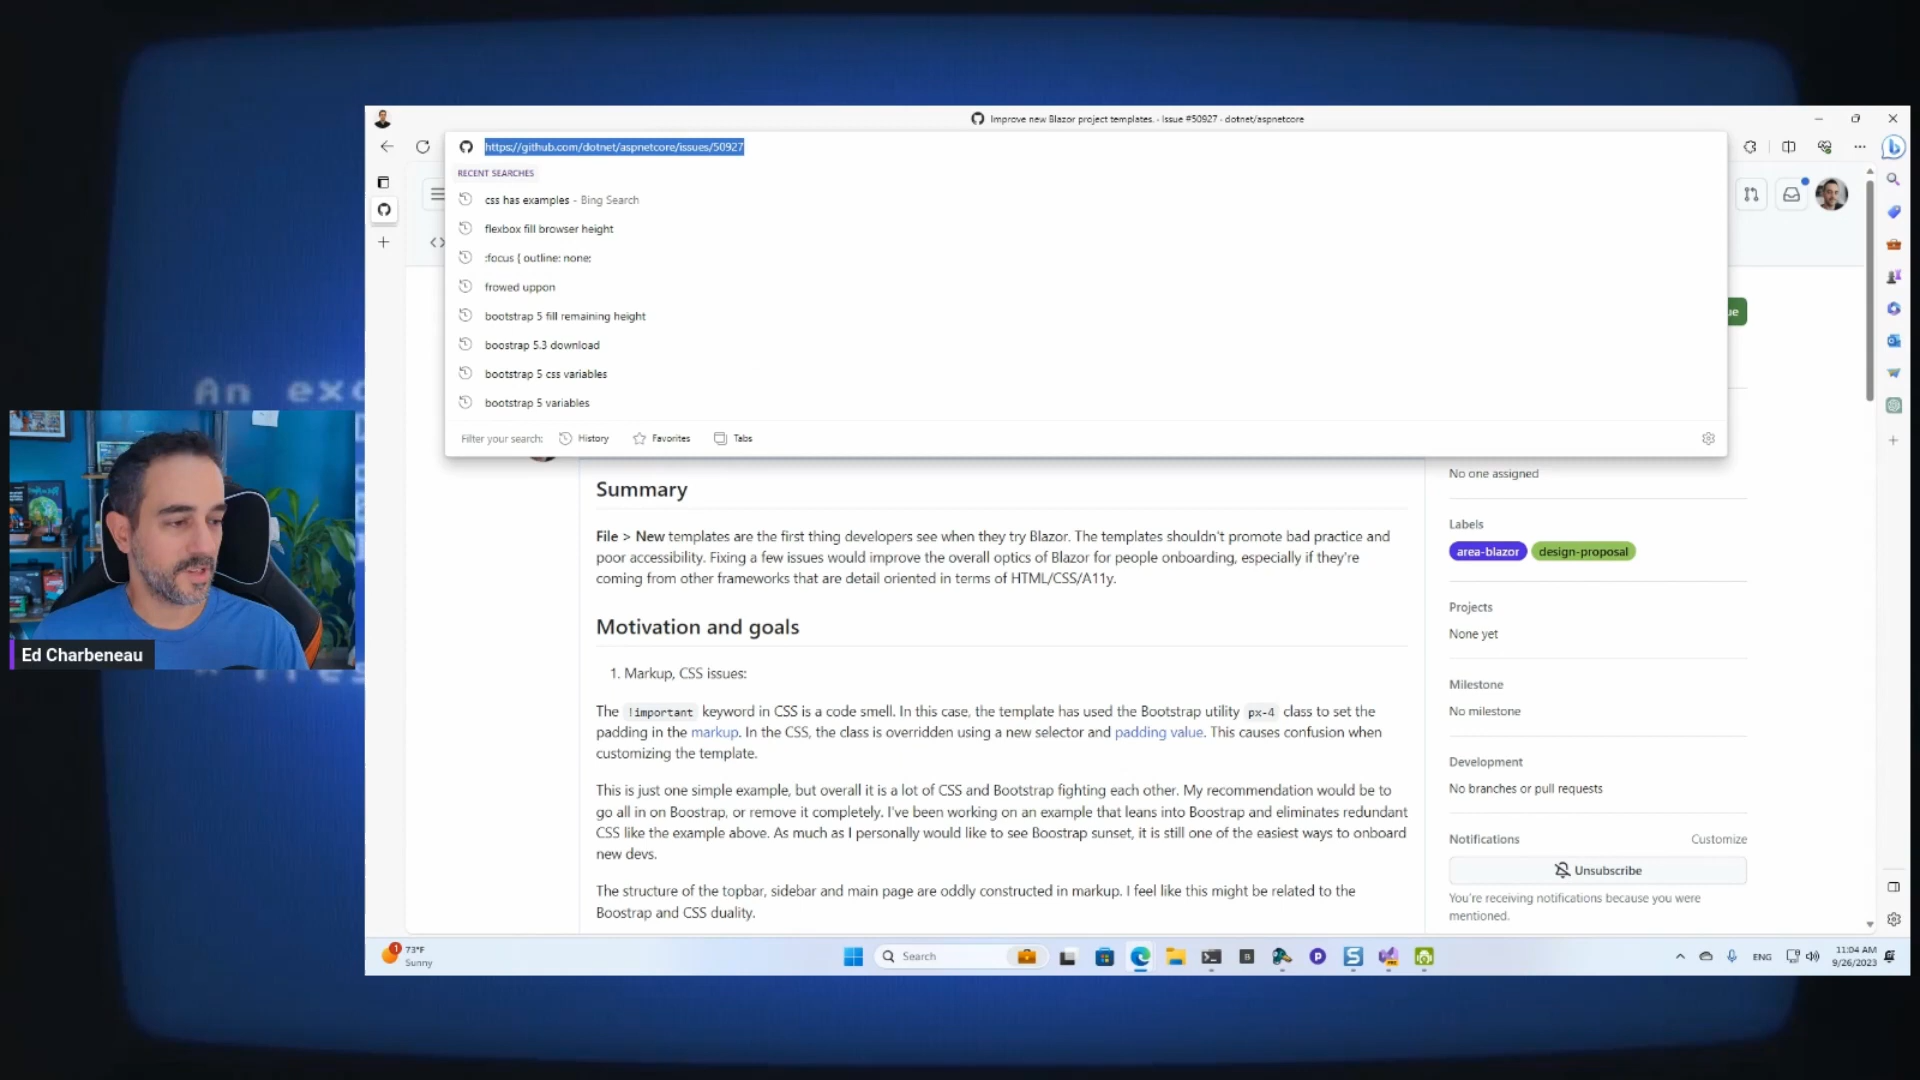 Improve new Blazor project templates. · Issue #50927 · dotnet/aspnetcore
https://github.com/dotnet/aspnetcore/issues/50927
RECENT SEARCHES
css has examples - Bing Search
flexbox fill browser height
:focus { outline: none;
frowed uppon
bootstrap 5 fill remaining height
boostrap 5.3 download
bootstrap 5 css variables
bootstrap 5 variables
Filter your search:
History
Favorites
Tabs
An exc
Ed Charbeneau
Summary
File > New templates are the first thing developers see when they try Blazor. The templates shouldn't promote bad practice and
poor accessibility. Fixing a few issues would improve the overall optics of Blazor for people onboarding, especially if they're
coming from other frameworks that are detail oriented in terms of HTML/CSS/A11y.
Motivation and goals
1. Markup, CSS issues:
The !important keyword in CSS is a code smell. In this case, the template has used the Bootstrap utility px-4 class to set the
padding in the markup. In the CSS, the class is overridden using a new selector and padding value. This causes confusion when
customizing the template.
This is just one simple example, but overall it is a lot of CSS and Bootstrap fighting each other. My recommendation would be to
go all in on Boostrap, or remove it completely. I've been working on an example that leans into Boostrap and eliminates redundant
CSS like the example above. As much as I personally would like to see Boostrap sunset, it is still one of the easiest ways to onboard
new devs.
The structure of the topbar, sidebar and main page are oddly constructed in markup. I feel like this might be related to the
Boostrap and CSS duality.
ue
No one assigned
Labels
area-blazor
design-proposal
Projects
None yet
Milestone
No milestone
Development
No branches or pull requests
Notifications
Customize
Unsubscribe
You're receiving notifications because you were
mentioned.
1
73°F
Sunny
Search
ENG
11:04 AM
9/26/2023